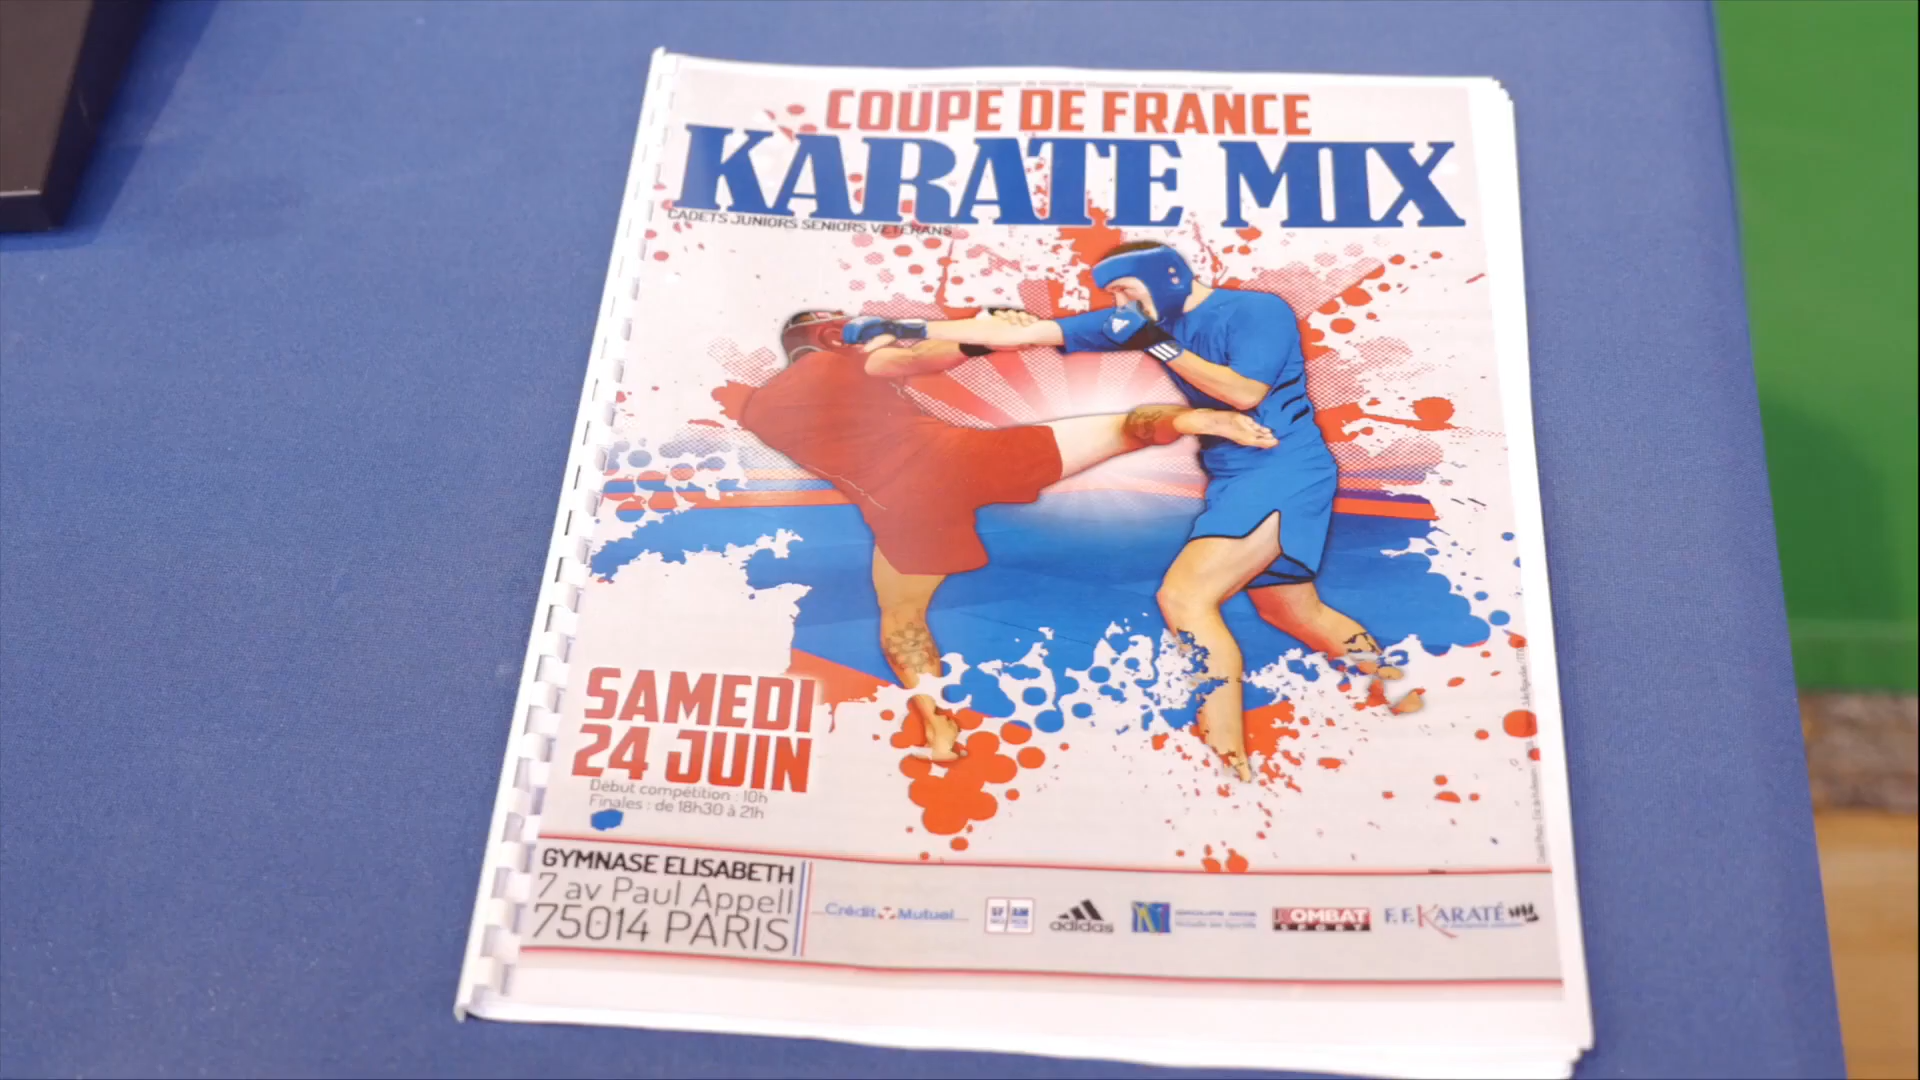 COUPE DE FRANCE
KARATE MIX
CADETS JUNIORS SENIORS VETERANS
SAMEDI
24 JUIN
Début compétition : 10h
Finales : de 18h30 à 21h
GYMNASE ELISABETH
7 av Paul Appell
75014 PARIS
Crédit Mutuel
adidas
COMBAT
SPORT
F.F.KARATÉ